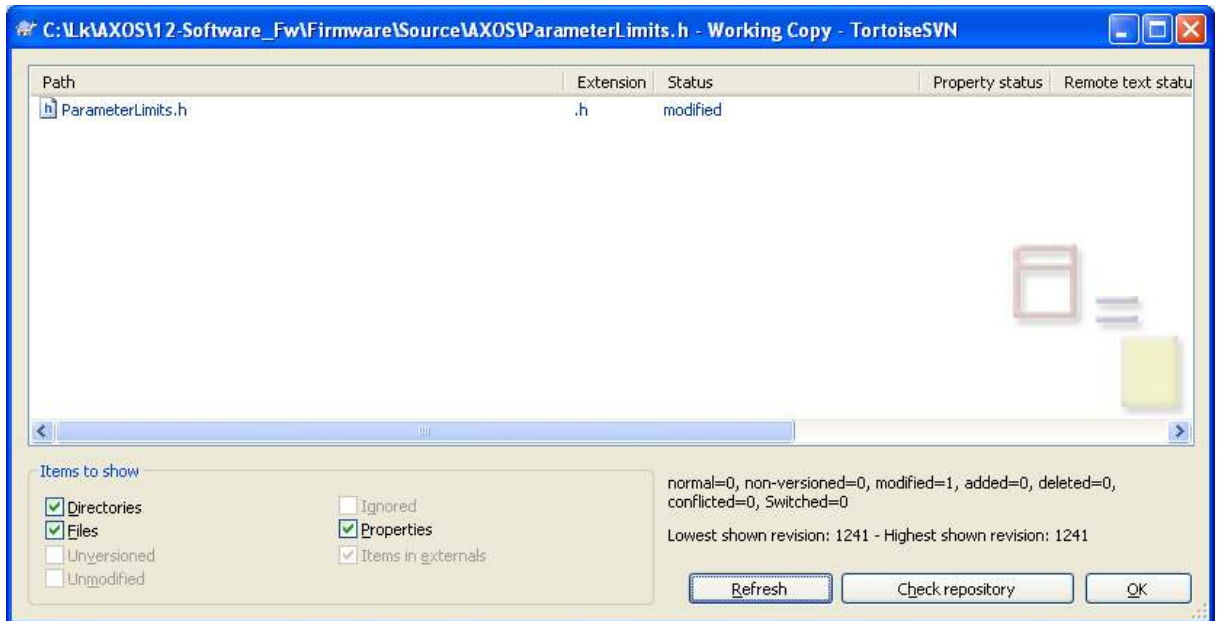 C:\Lk\AXOS\12-Software_Fw\Firmware\Source\AXOS\ParameterLimits.h - Working Copy - TortoiseSVN
Path Extension Status Property status Remote text statu
ParameterLimits.h .h modified
Items to show
Directories Ignored
Files Properties
Unversioned Items in externals
Unmodified
normal=0, non-versioned=0, modified=1, added=0, deleted=0,
conflicted=0, Switched=0
Lowest shown revision: 1241 - Highest shown revision: 1241
Refresh Check repository OK